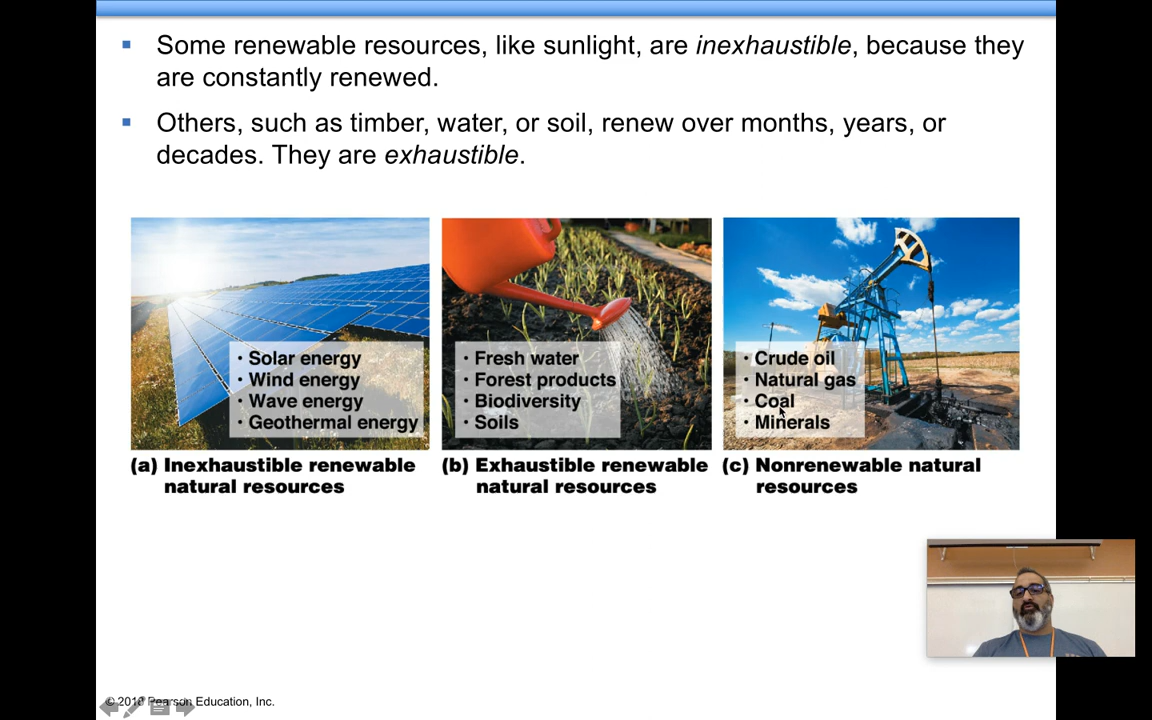 Some renewable resources, like sunlight, are inexhaustible, because they
are constantly renewed.
Others, such as timber, water, or soil, renew over months, years, or
decades. They are exhaustible.
• Solar energy
• Wind energy
• Wave energy
• Geothermal energy
(a) Inexhaustible renewable
natural resources
• Fresh water
• Forest products
• Biodiversity
• Soils
(b) Exhaustible renewable
natural resources
• Crude oil
• Natural gas
• Coal
• Minerals
(c) Nonrenewable natural
resources
Pearson Education, Inc.